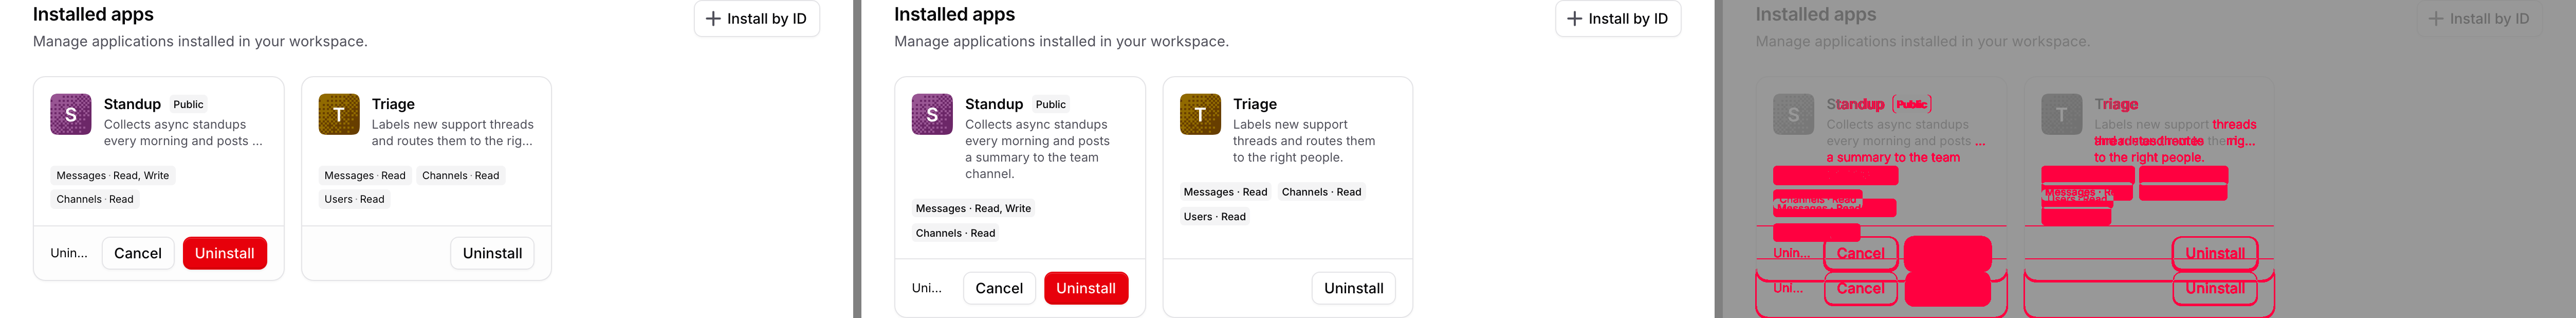 Installed apps
Install by ID
Manage applications installed in your workspace.
S
Standup
Public
Collects async standups
every morning and posts ...
Messages · Read, Write
Channels · Read
Unin...
Cancel
Uninstall
T
Triage
Labels new support threads
and routes them to the rig...
Messages · Read
Channels · Read
Users · Read
Uninstall
Installed apps
Install by ID
Manage applications installed in your workspace.
S
Standup
Public
Collects async standups
every morning and posts
a summary to the team
channel.
Messages · Read, Write
Channels · Read
Uni...
Cancel
Uninstall
T
Triage
Labels new support
threads and routes them
to the right people.
Messages · Read
Channels · Read
Users · Read
Uninstall
Installed apps
Install by ID
Manage applications installed in your workspace.
S
Standup
Public
Collects async standups
every morning and posts ...
a summary to the team
Channels · Read
Messages · Read
Unin...
Cancel
Uni...
Cancel
T
Triage
Labels new support threads
rig...
to the right people.
Users · Read
Uninstall
Uninstall